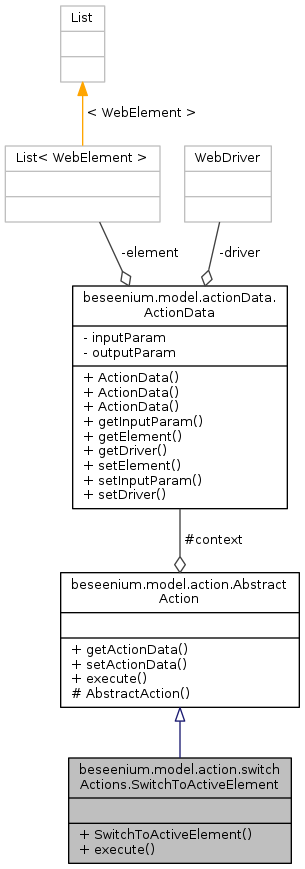 List
< WebElement >
List< WebElement >
WebDriver
-element
-driver
beseenium.model.actionData.
ActionData
- inputParam
- outputParam
+ ActionData()
+ ActionData()
+ ActionData()
+ getInputParam()
+ getElement()
+ getDriver()
+ setElement()
+ setInputParam()
+ setDriver()
#context
beseenium.model.action.Abstract
Action
+ getActionData()
+ setActionData()
+ execute()
# AbstractAction()
beseenium.model.action.switch
Actions.SwitchToActiveElement
+ SwitchToActiveElement()
+ execute()